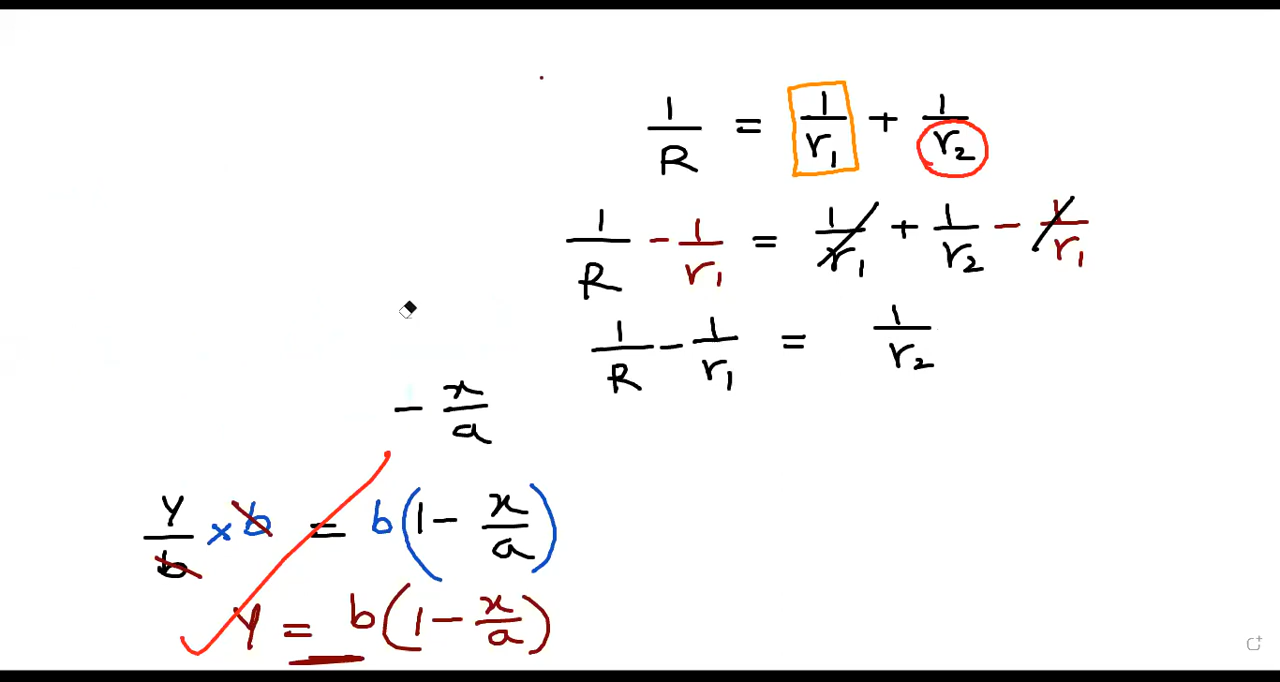 1/R = 1/r₁ + 1/r₂
1/R - 1/r₁ = 1/r₁ + 1/r₂ - 1/r₁
1/R - 1/r₁ = 1/r₂
- x/a
y/b × b = b(1 - x/a)
y = b(1 - x/a)